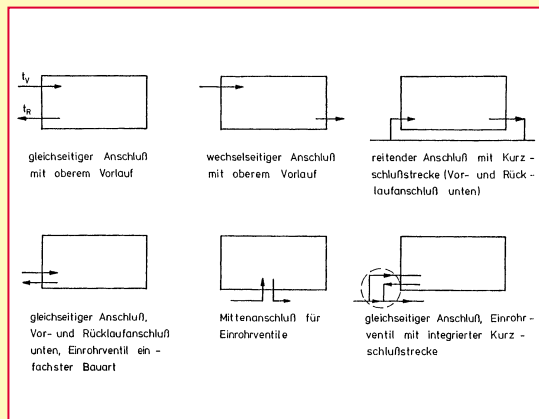 tV
tR
gleichseitiger Anschluß
mit oberem Vorlauf
wechselseitiger Anschluß
mit oberem Vorlauf
reitender Anschluß mit Kurz -
schlußstrecke (Vor- und Rück -
laufanschluß unten)
gleichseitiger Anschluß,
Vor- und Rücklaufanschluß
unten, Einrohrventil ein -
fachster Bauart
Mittenanschluß für
Einrohrventile
gleichseitiger Anschluß, Einrohr -
ventil mit integrierter Kurz -
schlußstrecke